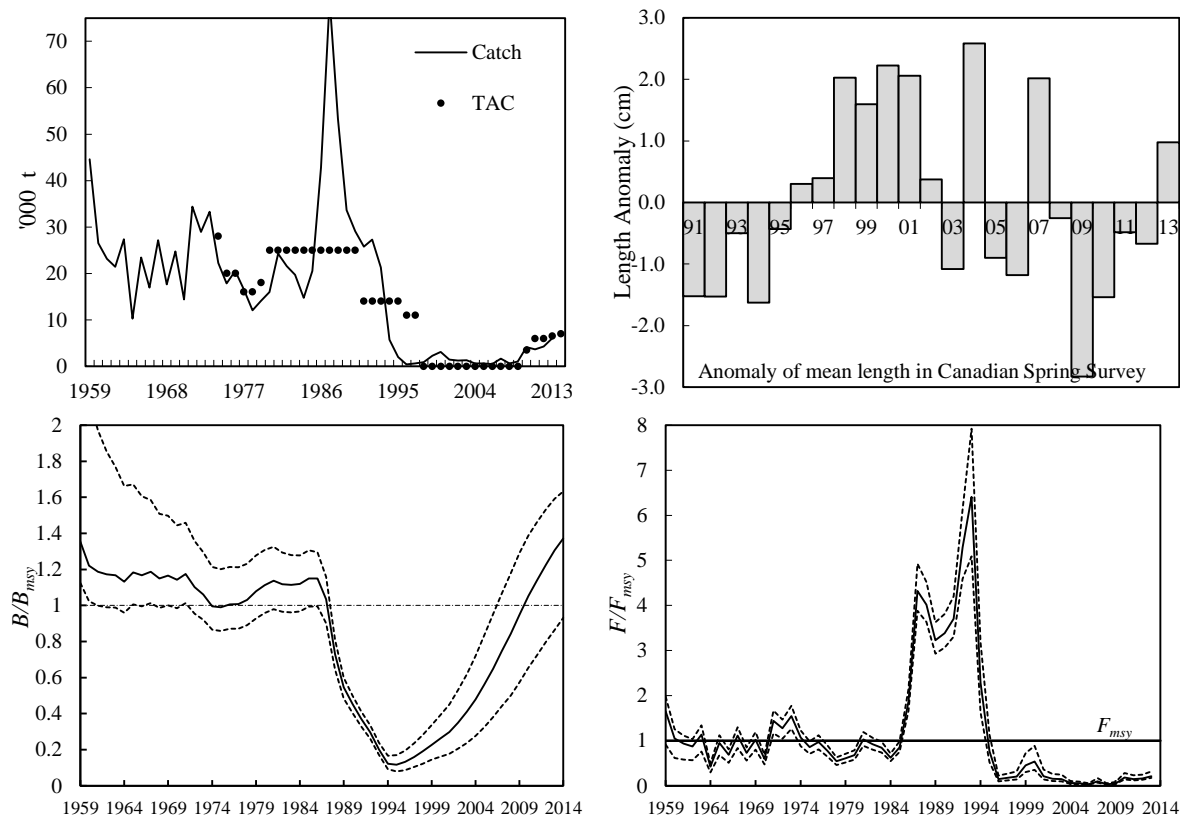 70
60
50
40
30
20
10
0
'000 t
Catch
TAC
1959 1968 1977 1986 1995 2004 2013
3.0
2.0
1.0
0.0
-1.0
-2.0
-3.0
Length Anomaly (cm)
91 93 95 97 99 01 03 05 07 09 11 13
Anomaly of mean length in Canadian Spring Survey
2
1.8
1.6
1.4
1.2
1
0.8
0.6
0.4
0.2
0
B/Bmsy
1959 1964 1969 1974 1979 1984 1989 1994 1999 2004 2009 2014
8
7
6
5
4
3
2
1
0
F/Fmsy
Fmsy
1959 1964 1969 1974 1979 1984 1989 1994 1999 2004 2009 2014